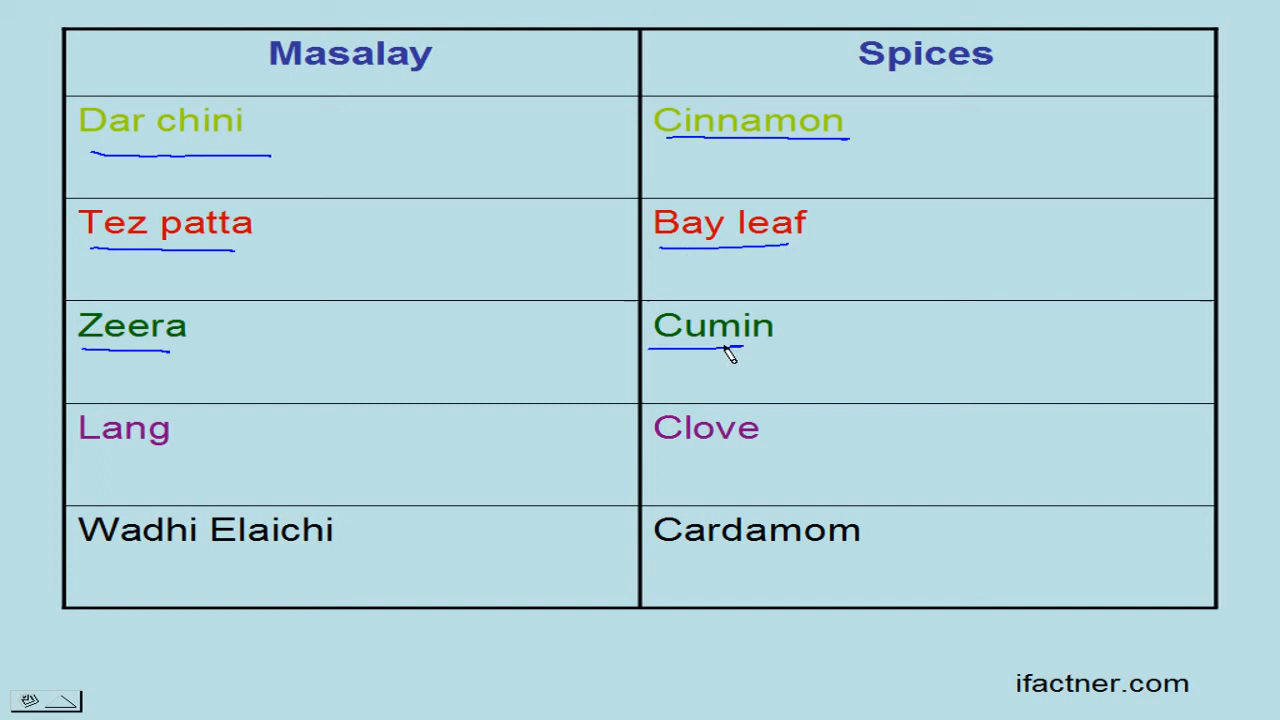 Masalay Spices
Dar chini Cinnamon
Tez patta Bay leaf
Zeera Cumin
Lang Clove
Wadhi Elaichi Cardamom
ifactner.com